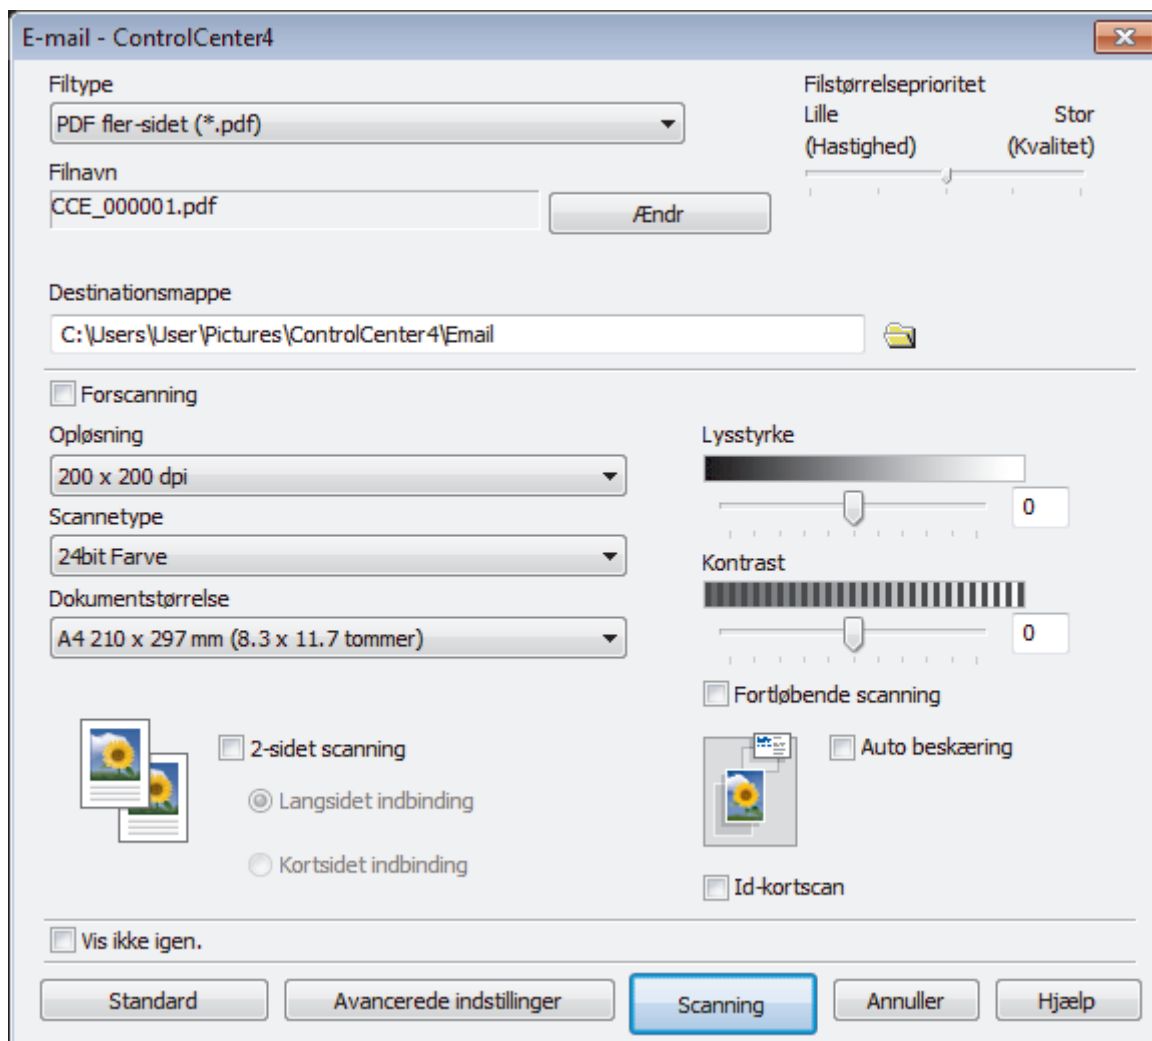 E-mail - ControlCenter4
Filtype
PDF fler-sidet (*.pdf)
Filstørrelseprioritet
Lille Stor
(Hastighed) (Kvalitet)
Filnavn
CCE_000001.pdf
Ændr
Destinationsmappe
C:\Users\User\Pictures\ControlCenter4\Email
Forscanning
Opløsning
200 x 200 dpi
Scannetype
24bit Farve
Dokumentstørrelse
A4 210 x 297 mm (8.3 x 11.7 tommer)
Lysstyrke
0
Kontrast
0
Fortløbende scanning
2-sidet scanning
Langsidet indbinding
Kortsidet indbinding
Auto beskæring
Id-kortscan
Vis ikke igen.
Standard
Avancerede indstillinger
Scanning
Annuller
Hjælp